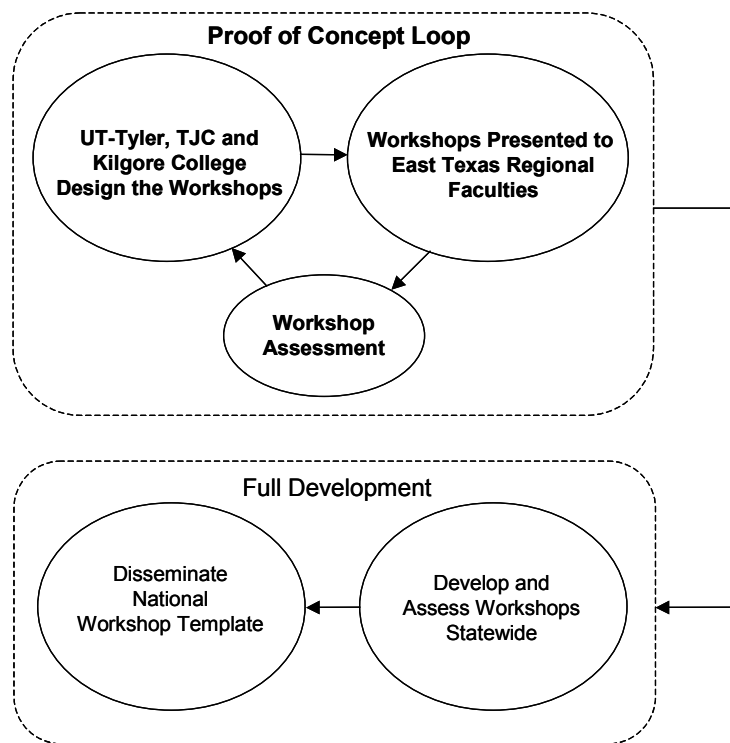 Proof of Concept Loop
UT-Tyler, TJC and
Kilgore College
Design the Workshops
Workshops Presented to
East Texas Regional
Faculties
Workshop
Assessment
Full Development
Disseminate
National
Workshop Template
Develop and
Assess Workshops
Statewide